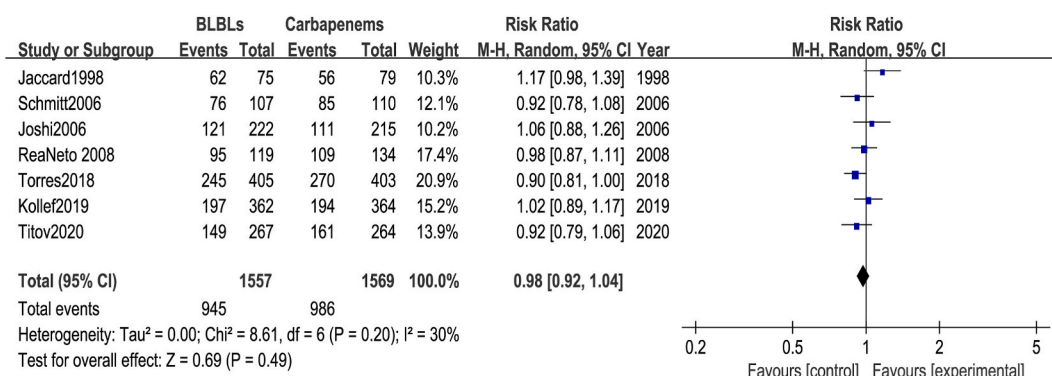 BLBLs Carbapenems Risk Ratio Risk Ratio
Study or Subgroup Events Total Events Total Weight M-H, Random, 95% CI Year M-H, Random, 95% CI
Jaccard1998 62 75 56 79 10.3% 1.17 [0.98, 1.39] 1998
Schmitt2006 76 107 85 110 12.1% 0.92 [0.78, 1.08] 2006
Joshi2006 121 222 111 215 10.2% 1.06 [0.88, 1.26] 2006
ReaNeto 2008 95 119 109 134 17.4% 0.98 [0.87, 1.11] 2008
Torres2018 245 405 270 403 20.9% 0.90 [0.81, 1.00] 2018
Kollef2019 197 362 194 364 15.2% 1.02 [0.89, 1.17] 2019
Titov2020 149 267 161 264 13.9% 0.92 [0.79, 1.06] 2020
Total (95% CI) 1557 1569 100.0% 0.98 [0.92, 1.04]
Total events 945 986
Heterogeneity: Tau² = 0.00; Chi² = 8.61, df = 6 (P = 0.20); I² = 30%
Test for overall effect: Z = 0.69 (P = 0.49)
0.2 0.5 1 2 5
Favours [control] Favours [experimental]